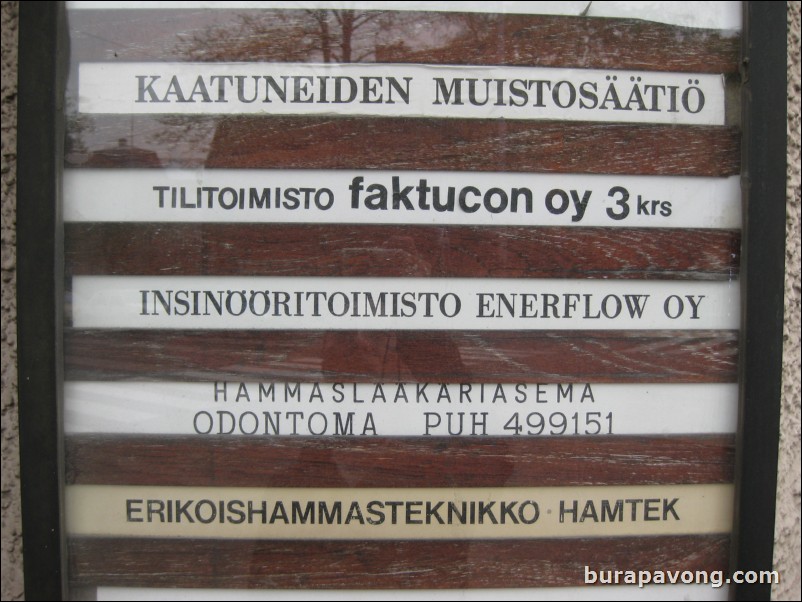 KAATUNEIDEN MUISTOSÄÄTIÖ
TILITOIMISTO faktucon oy 3 krs
INSINÖÖRITOIMISTO ENERFLOW OY
HAMMASLÄÄKÄRIASEMA
ODONTOMA PUH 499151
ERIKOISHAMMASTEKNIKKO · HAMTEK
burapavong.com